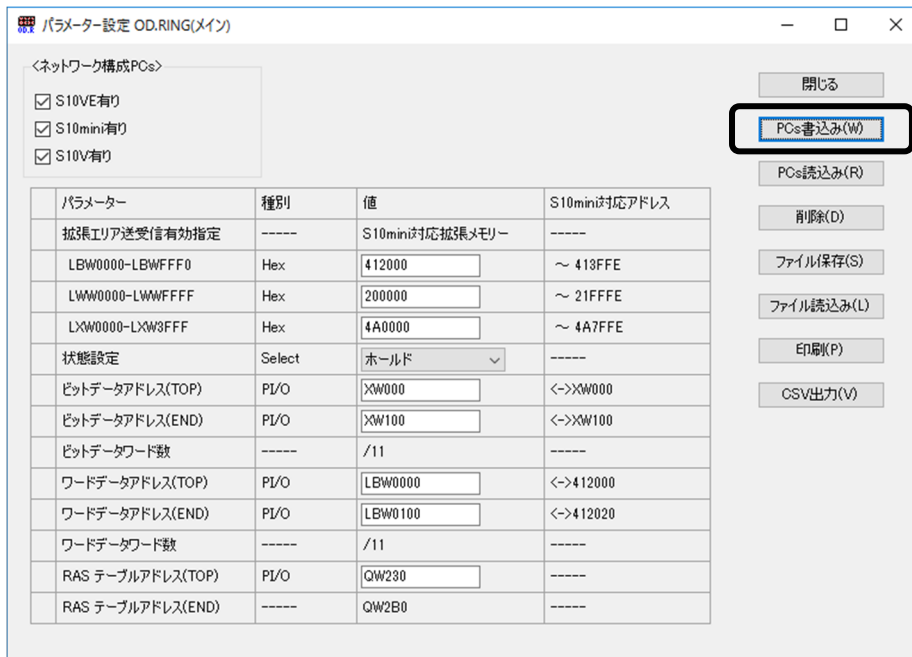 パラメーター設定 OD.RING(メイン)
<ネットワーク構成PCs>
S10VE有り
S10mini有り
S10V有り
閉じる
PCs書込み(W)
PCs読込み(R)
削除(D)
ファイル保存(S)
ファイル読込み(L)
印刷(P)
CSV出力(V)
パラメーター 種別 値 S10mini対応アドレス
拡張エリア送受信有効指定 ----- S10mini対応拡張メモリー -----
LBW0000-LBWFFF0 Hex 412000 ～ 413FFE
LWW0000-LWWFFFF Hex 200000 ～ 21FFFE
LXW0000-LXW3FFF Hex 4A0000 ～ 4A7FFE
状態設定 Select ホールド -----
ビットデータアドレス(TOP) PI/O XW000 <->XW000
ビットデータアドレス(END) PI/O XW100 <->XW100
ビットデータワード数 ----- /11 -----
ワードデータアドレス(TOP) PI/O LBW0000 <->412000
ワードデータアドレス(END) PI/O LBW0100 <->412020
ワードデータワード数 ----- /11 -----
RAS テーブルアドレス(TOP) PI/O QW230 -----
RAS テーブルアドレス(END) ----- QW2B0 -----